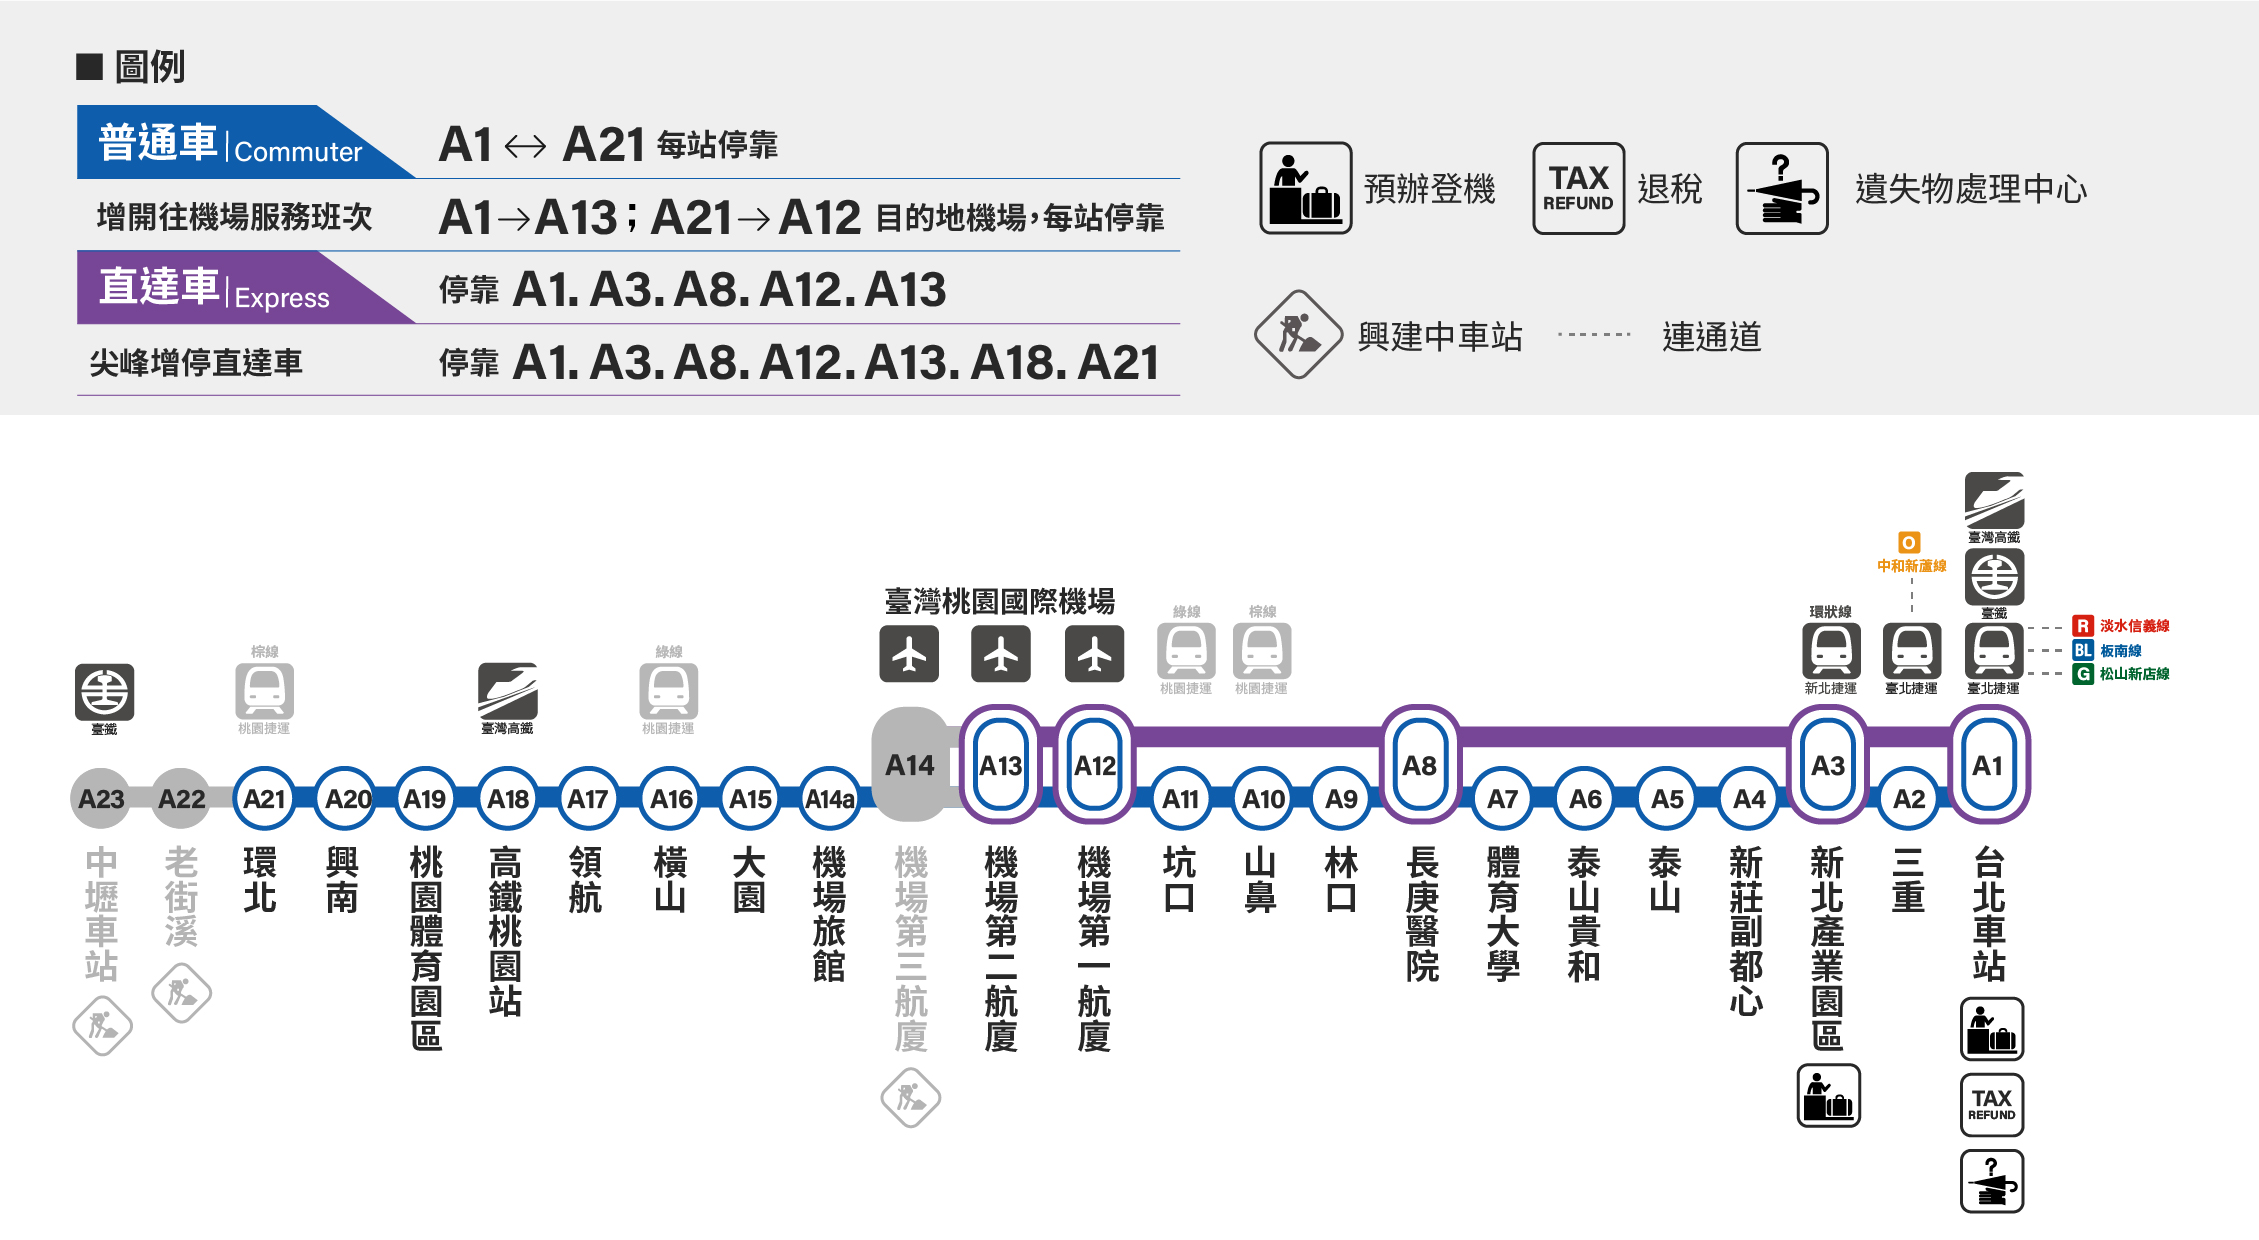 ■ 圖例
普通車 | Commuter A1 ↔ A21 每站停靠
增開往機場服務班次 A1→A13；A21→A12 目的地機場，每站停靠
直達車 | Express 停靠 A1. A3. A8. A12. A13
尖峰增停直達車 停靠 A1. A3. A8. A12. A13. A18. A21
預辦登機
TAX
REFUND
退稅
?
遺失物處理中心
興建中車站
連通道
臺灣高鐵
臺鐵
臺北捷運
R 淡水信義線
BL 板南線
G 松山新店線
O
中和新蘆線
臺北捷運
環狀線
新北捷運
棕線
桃園捷運
綠線
桃園捷運
臺灣桃園國際機場
綠線
桃園捷運
臺灣高鐵
棕線
桃園捷運
臺鐵
A23
A22
A21
A20
A19
A18
A17
A16
A15
A14a
A14
A13
A12
A11
A10
A9
A8
A7
A6
A5
A4
A3
A2
A1
中壢車站
老街溪
環北
興南
桃園體育園區
高鐵桃園站
領航
橫山
大園
機場旅館
機場第三航廈
機場第二航廈
機場第一航廈
坑口
山鼻
林口
長庚醫院
體育大學
泰山貴和
泰山
新莊副都心
新北產業園區
三重
台北車站
TAX
REFUND
?